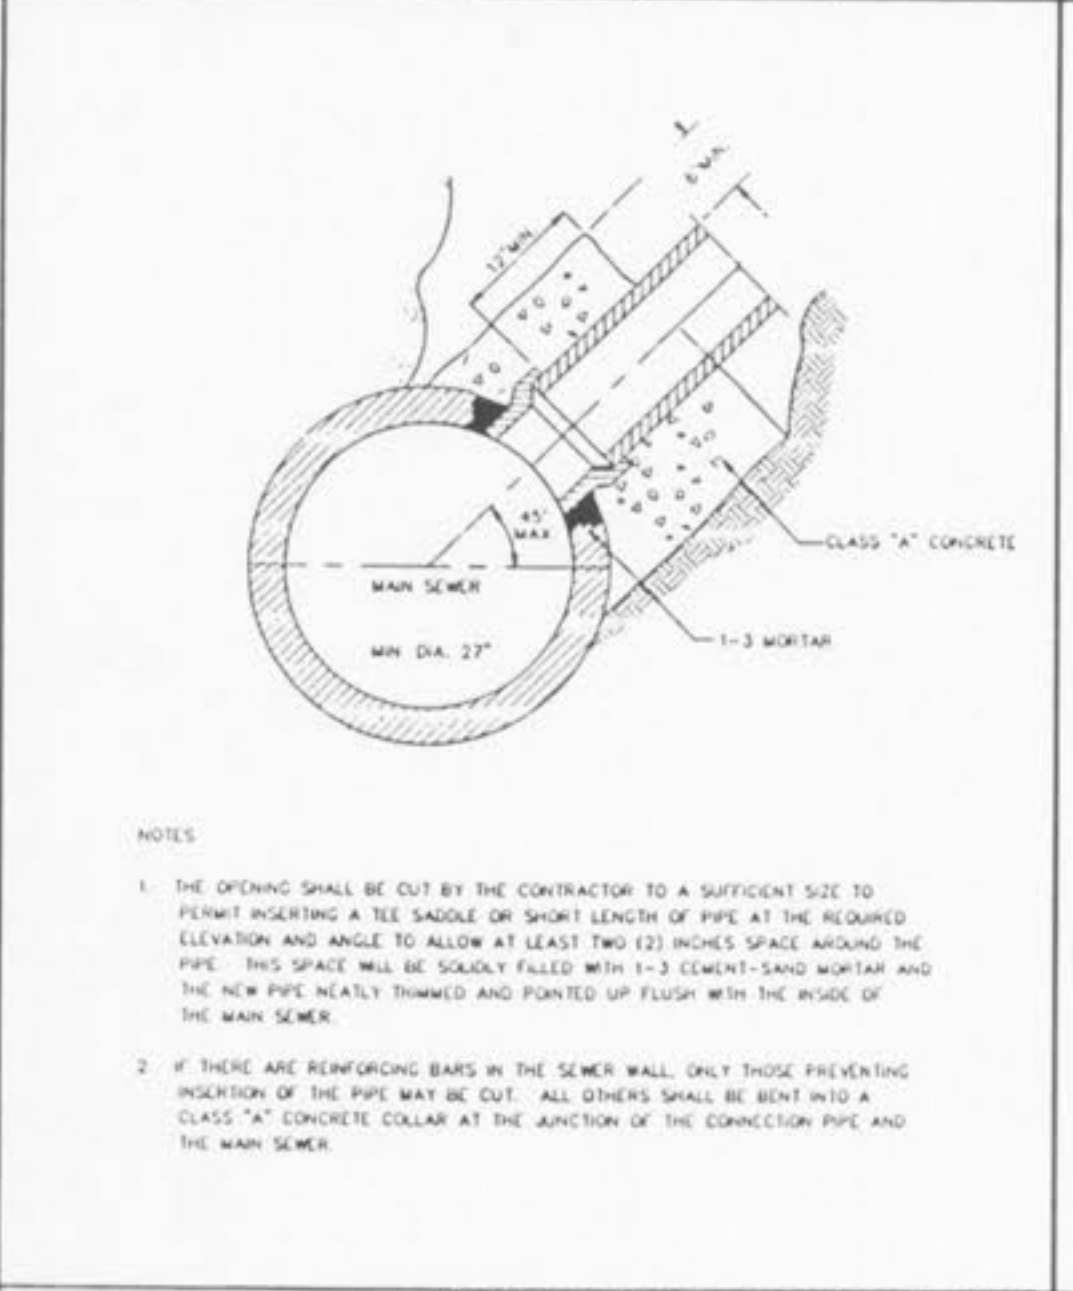 6" MIN.
12" MIN.
45°
MAX
MAIN SEWER
MIN DIA. 27"
CLASS "A" CONCRETE
1-3 MORTAR
NOTES
1. THE OPENING SHALL BE CUT BY THE CONTRACTOR TO A SUFFICIENT SIZE TO
PERMIT INSERTING A TEE SADDLE OR SHORT LENGTH OF PIPE AT THE REQUIRED
ELEVATION AND ANGLE TO ALLOW AT LEAST TWO (2) INCHES SPACE AROUND THE
PIPE. THIS SPACE WILL BE SOLIDLY FILLED WITH 1-3 CEMENT-SAND MORTAR AND
THE NEW PIPE NEATLY TRIMMED AND POINTED UP FLUSH WITH THE INSIDE OF
THE MAIN SEWER.
2. IF THERE ARE REINFORCING BARS IN THE SEWER WALL, ONLY THOSE PREVENTING
INSERTION OF THE PIPE MAY BE CUT. ALL OTHERS SHALL BE BENT INTO A
CLASS "A" CONCRETE COLLAR AT THE JUNCTION OF THE CONNECTION PIPE AND
THE MAIN SEWER.